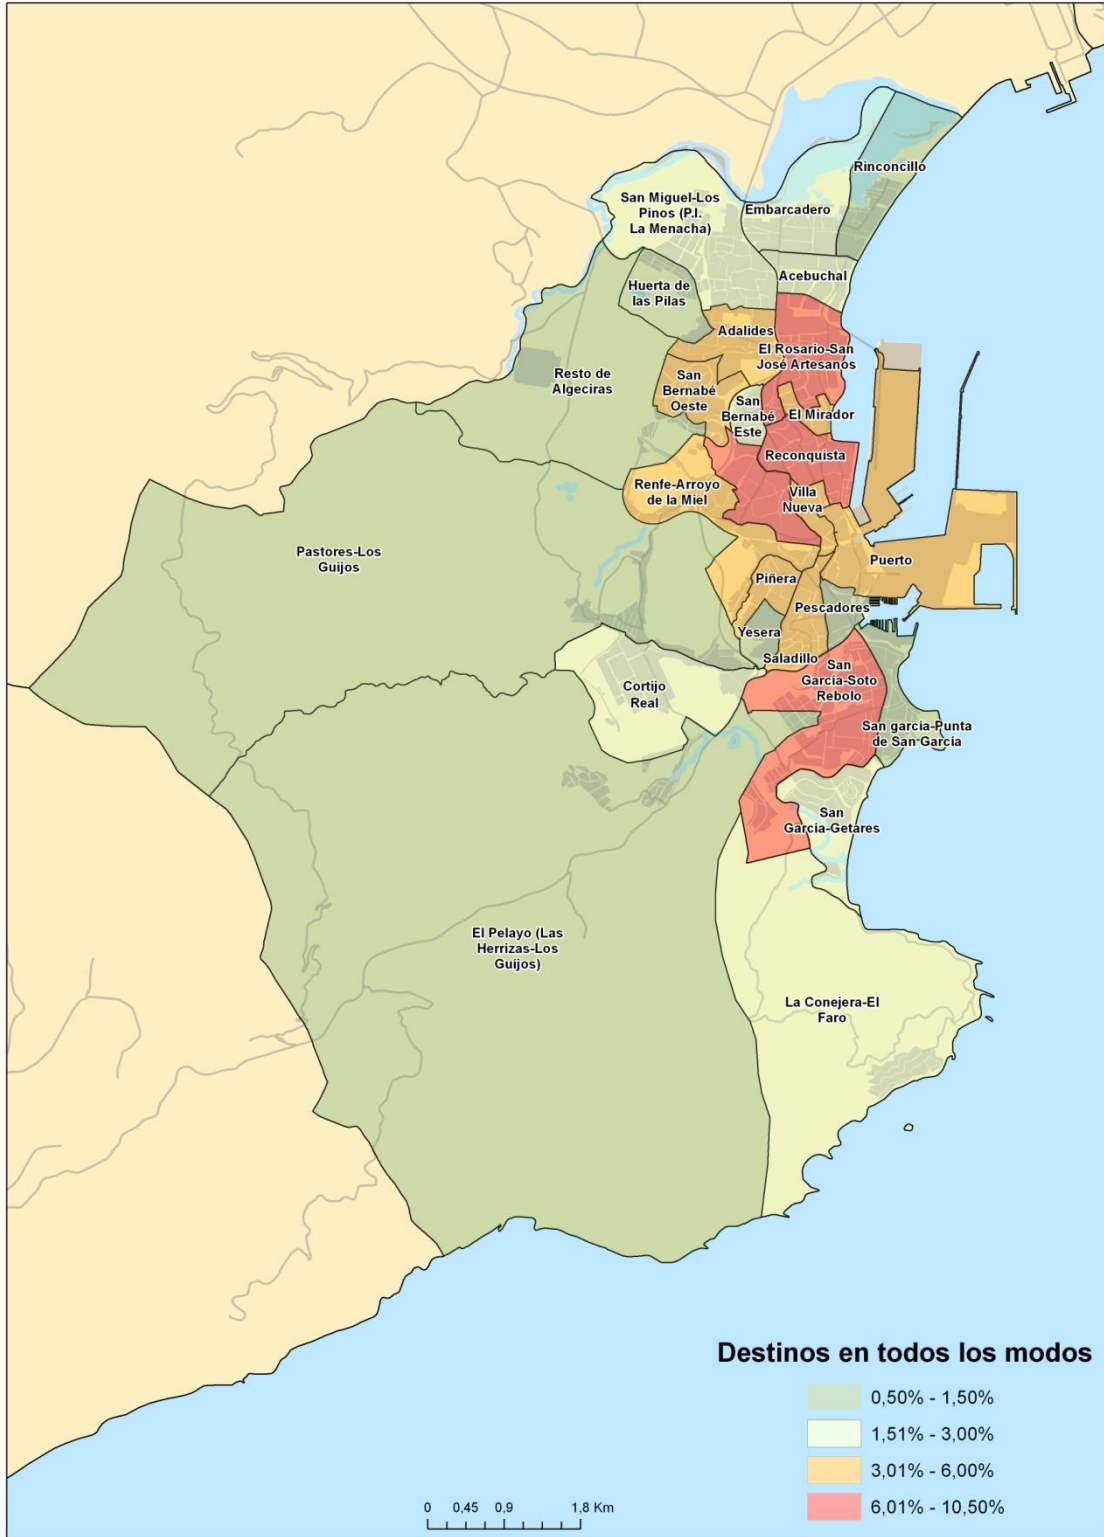 Rinconcillo
San Miguel-Los
Pinos (P.I.
La Menacha)
Embarcadero
Acebuchal
Huerta de
las Pilas
Adalides
El Rosario-San
José Artesanos
Resto de
Algeciras
San
Bernabé
Oeste
San
Bernabé
Este
El Mirador
Reconquista
Renfe-Arroyo
de la Miel
Villa
Nueva
Pastores-Los
Guijos
Puerto
Piñera
Pescadores
Yesera
Saladillo
San
García-Soto
Rebolo
Cortijo
Real
San garcía-Punta
de San García
San
García-Getares
El Pelayo (Las
Herrizas-Los
Guijos)
La Conejera-El
Faro
Destinos en todos los modos
0,50% - 1,50%
1,51% - 3,00%
3,01% - 6,00%
6,01% - 10,50%
0 0,45 0,9 1,8 Km